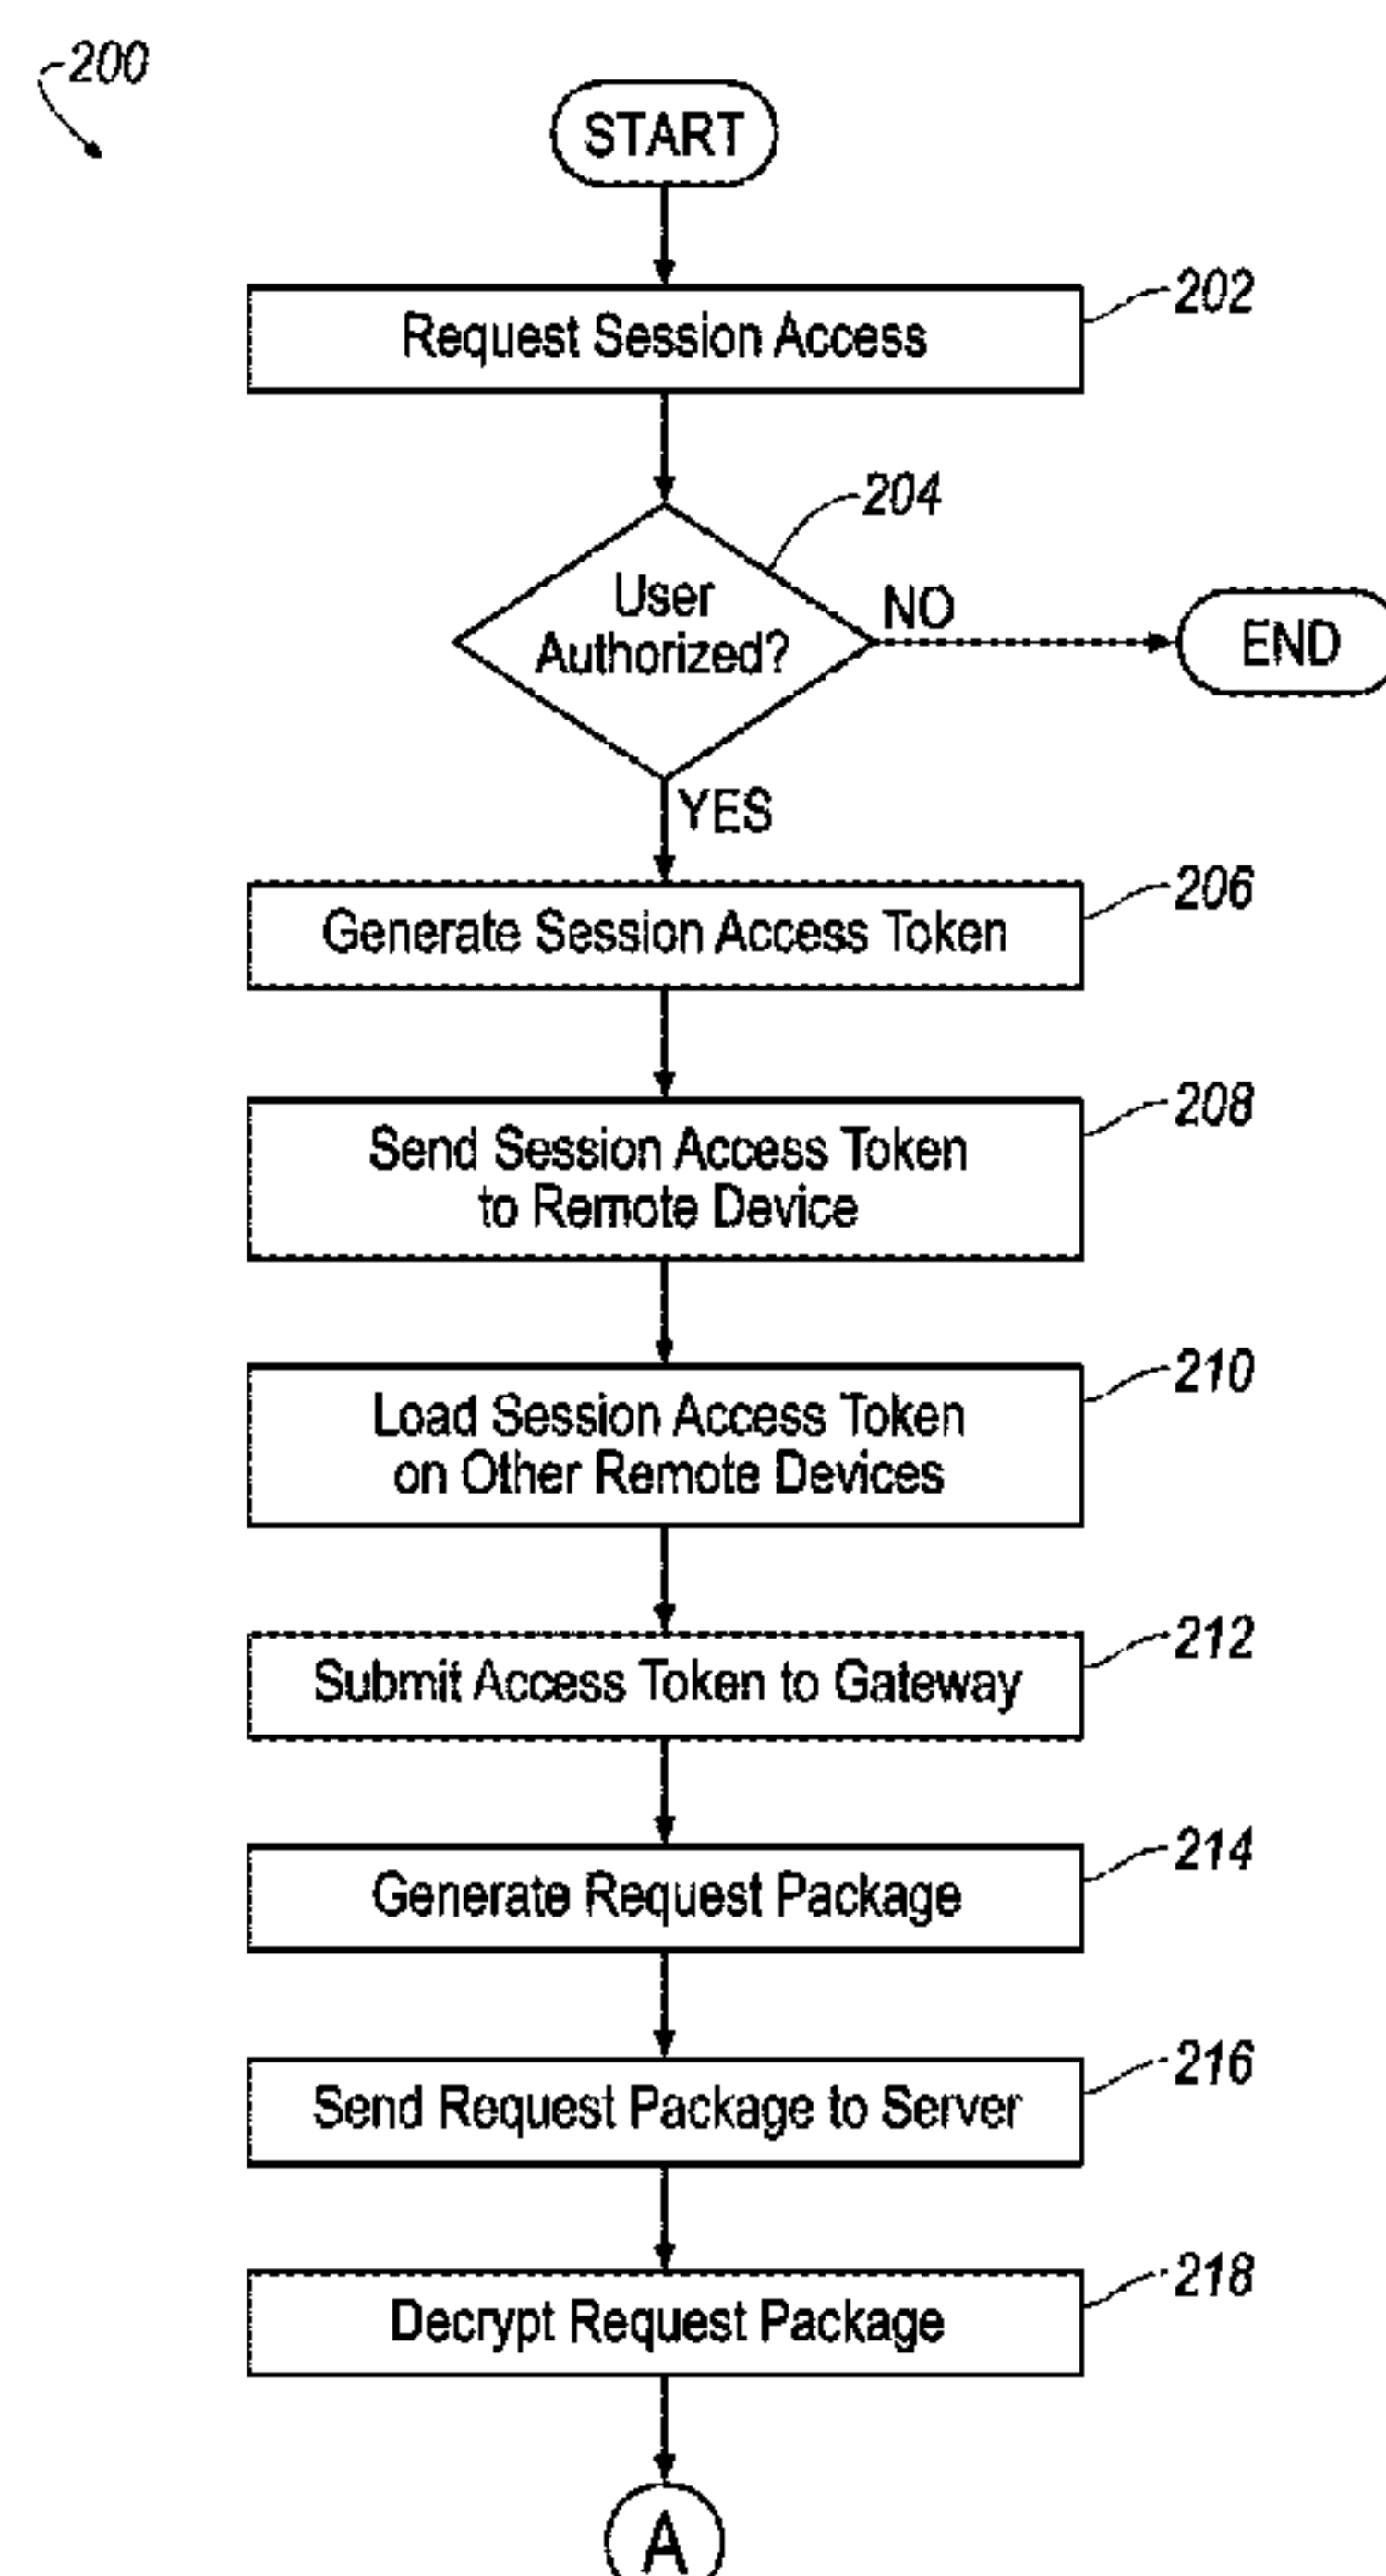 200
START
202
Request Session Access
204
User
Authorized?
NO
END
YES
206
Generate Session Access Token
208
Send Session Access Token
to Remote Device
210
Load Session Access Token
on Other Remote Devices
212
Submit Access Token to Gateway
214
Generate Request Package
216
Send Request Package to Server
218
Decrypt Request Package
A